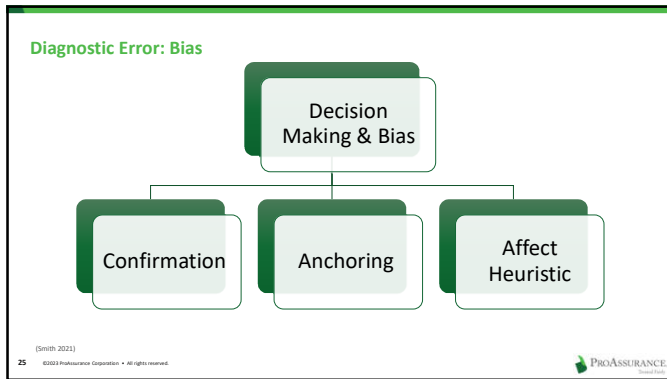 Diagnostic Error: Bias
Decision
Making & Bias
Confirmation
Anchoring
Affect
Heuristic
(Smith 2021)
25 ©2023 ProAssurance Corporation • All rights reserved.
PROASSURANCE